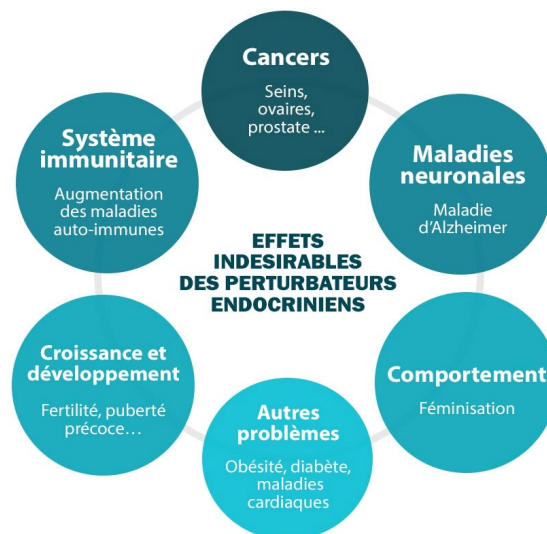 Cancers
Seins,
ovaires,
prostate ...
Système
immunitaire
Augmentation
des maladies
auto-immunes
Maladies
neuronales
Maladie
d'Alzheimer
EFFETS
INDESIRABLES
DES PERTURBATEURS
ENDOCRINIENS
Croissance et
développement
Fertilité, puberté
précoce...
Comportement
Féminisation
Autres
problèmes
Obésité, diabète,
maladies
cardiaques